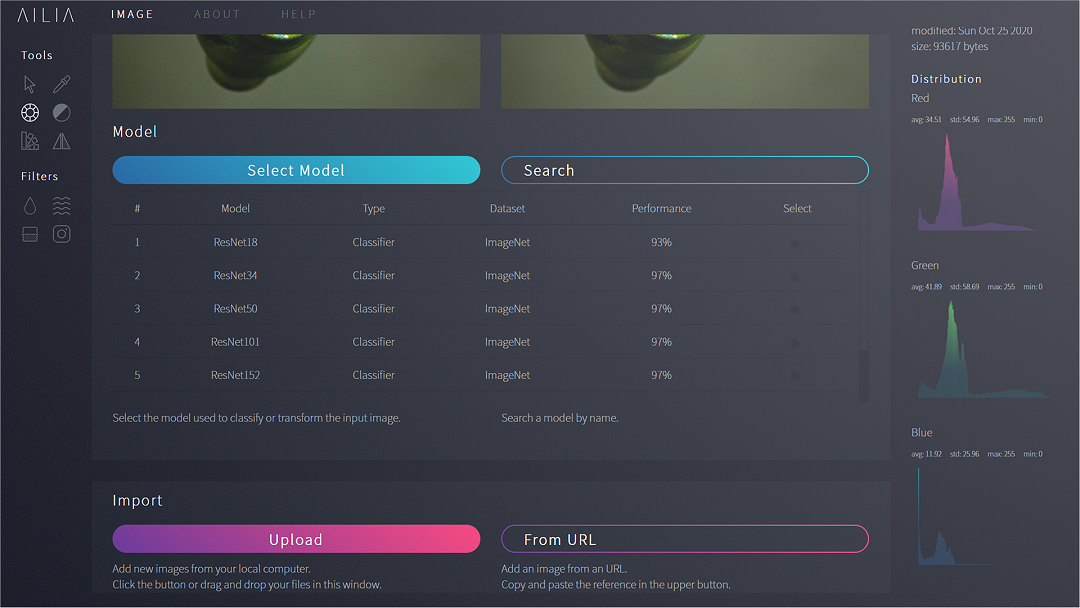 AILIA
IMAGE ABOUT HELP
Tools
Filters
Model
Select Model
Search
# Model Type Dataset Performance Select
1 ResNet18 Classifier ImageNet 93%
2 ResNet34 Classifier ImageNet 97%
3 ResNet50 Classifier ImageNet 97%
4 ResNet101 Classifier ImageNet 97%
5 ResNet152 Classifier ImageNet 97%
Select the model used to classify or transform the input image.
Search a model by name.
Import
Upload
From URL
Add new images from your local computer.
Click the button or drag and drop your files in this window.
Add an image from an URL.
Copy and paste the reference in the upper button.
modified: Sun Oct 25 2020
size: 93617 bytes
Distribution
Red
avg: 34.51 std: 54.96 max: 255 min: 0
Green
avg: 41.89 std: 58.69 max: 255 min: 0
Blue
avg: 11.92 std: 25.96 max: 255 min: 0